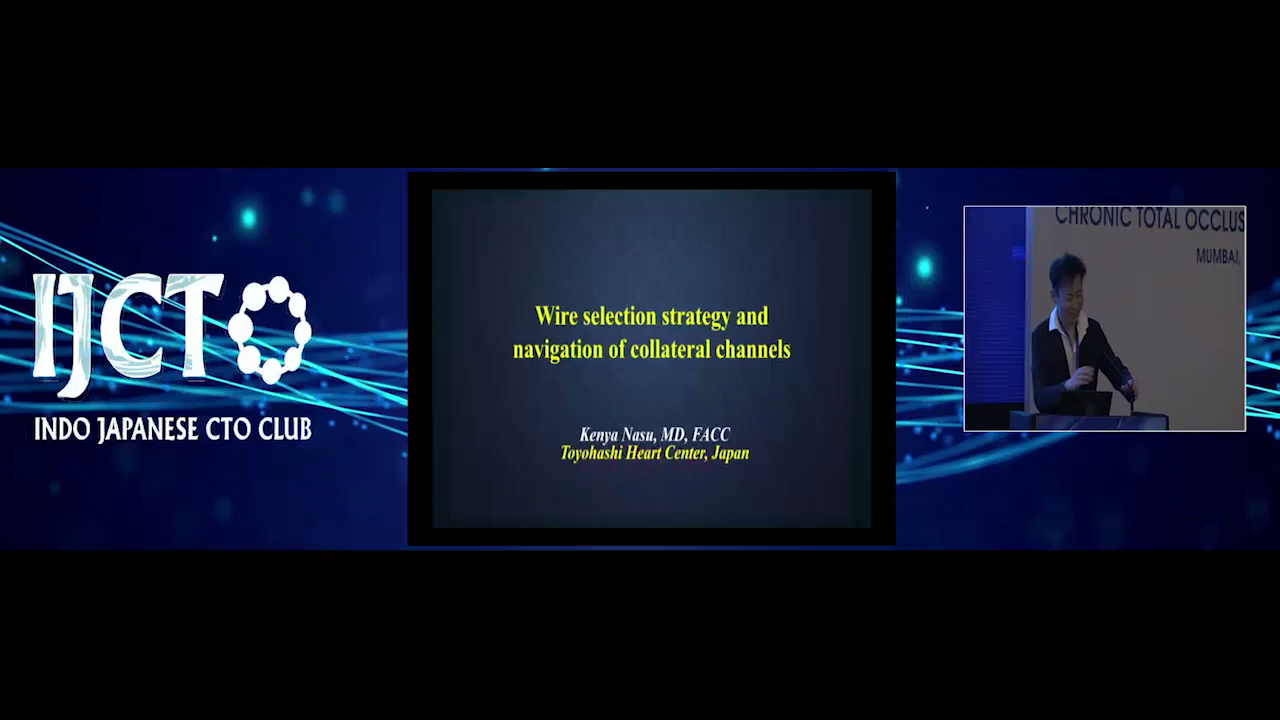 IJCTO
INDO JAPANESE CTO CLUB
Wire selection strategy and
navigation of collateral channels
Kenya Nasu, MD, FACC
Toyohashi Heart Center, Japan
CHRONIC TOTAL OCCLUS
MUMBAI,